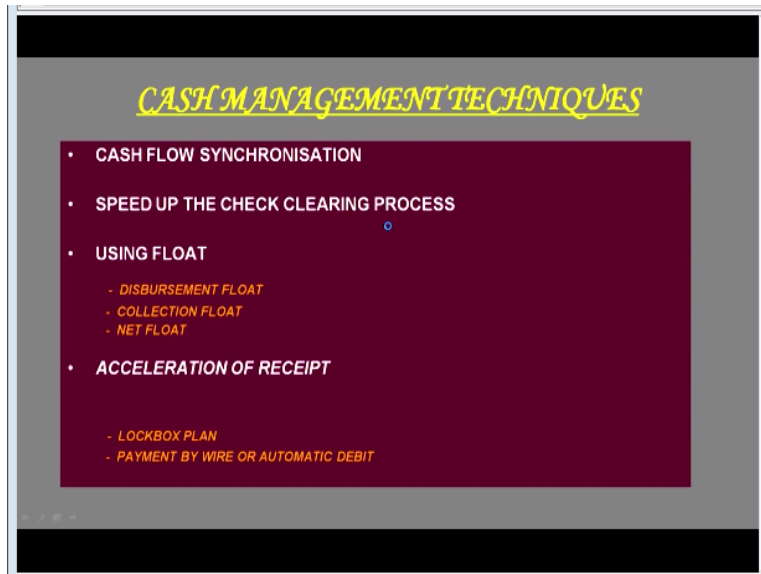 CASH MANAGEMENT TECHNIQUES
• CASH FLOW SYNCHRONISATION
• SPEED UP THE CHECK CLEARING PROCESS
• USING FLOAT
- DISBURSEMENT FLOAT
- COLLECTION FLOAT
- NET FLOAT
• ACCELERATION OF RECEIPT
- LOCKBOX PLAN
- PAYMENT BY WIRE OR AUTOMATIC DEBIT